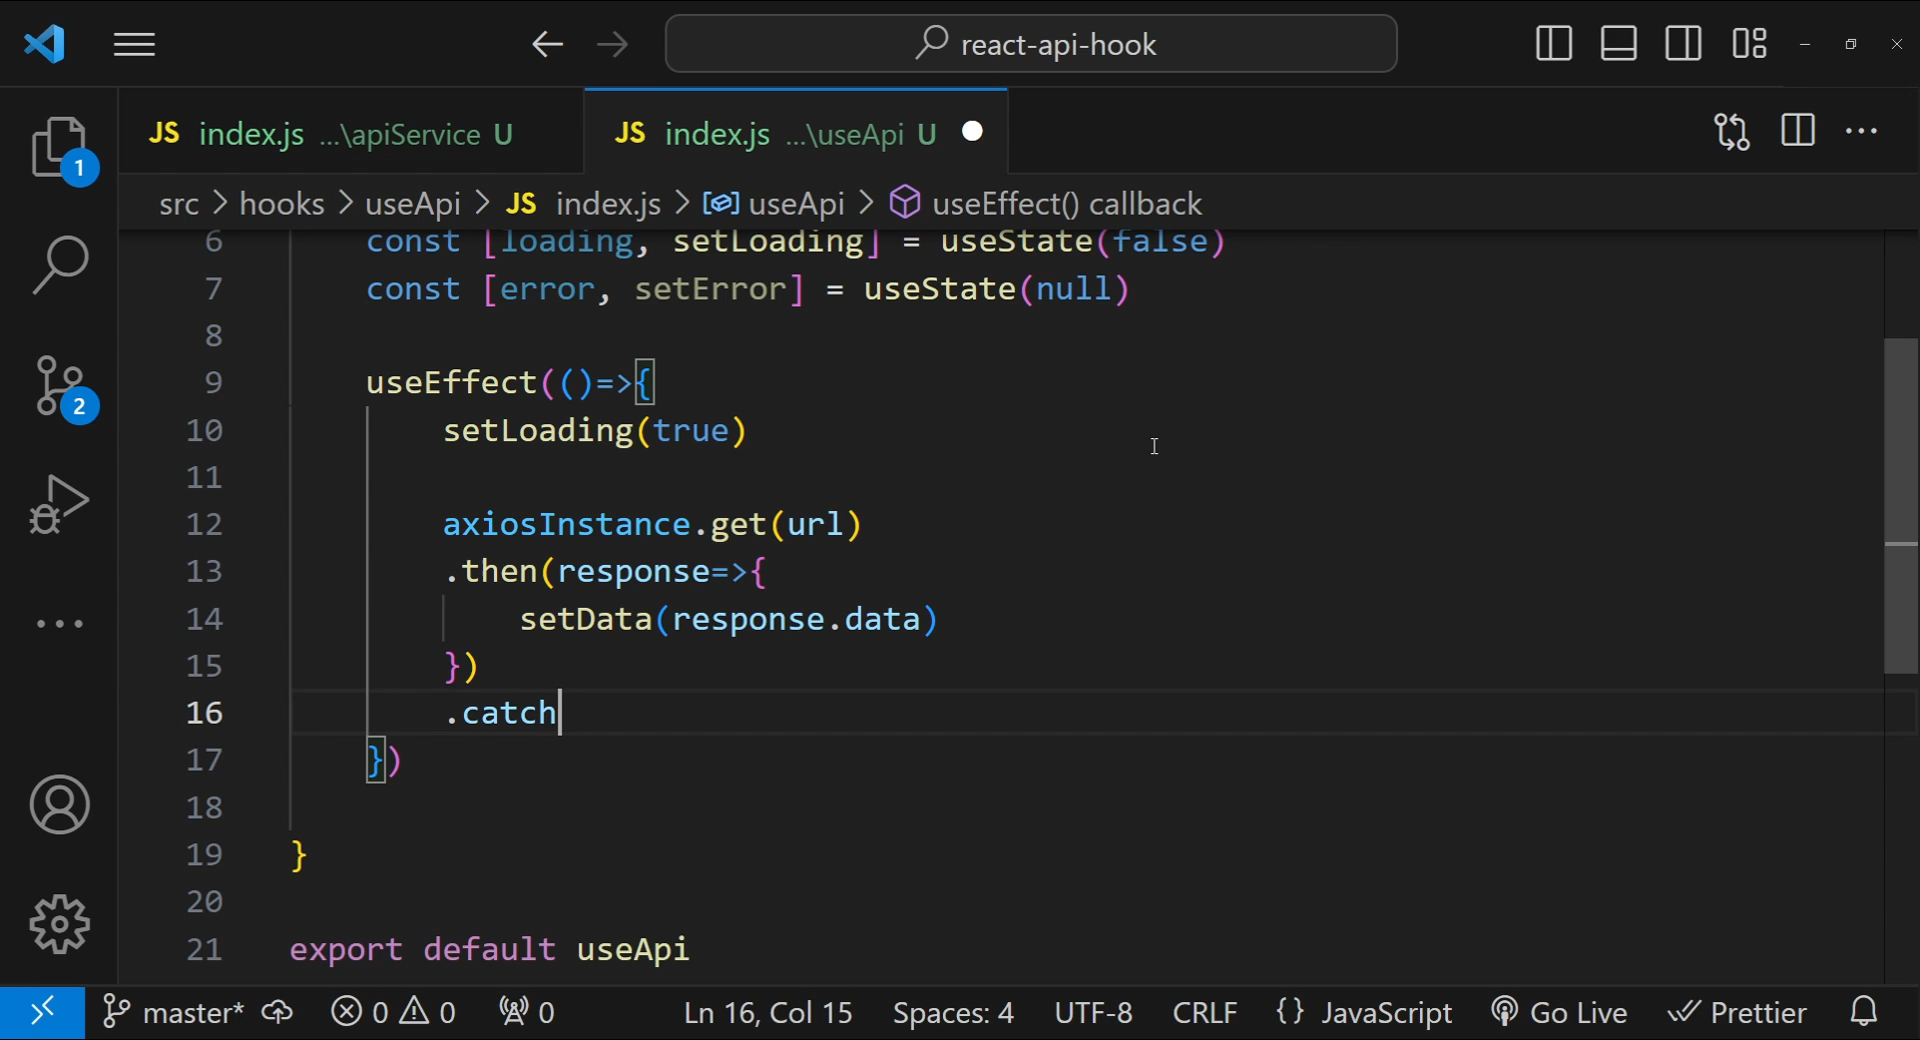 react-api-hook
JS index.js ...\apiService U
JS index.js ...\useApi U
1
src > hooks > useApi > JS index.js > useApi > useEffect() callback
6 const [loading, setLoading] = useState(false)
7 const [error, setError] = useState(null)
8
9 useEffect(()=>{
10 setLoading(true)
11
12 axiosInstance.get(url)
13 .then(response=>{
14 setData(response.data)
15 })
16 .catch
17 })
18
19 }
20
21 export default useApi
2
master* 0 0 0 Ln 16, Col 15 Spaces: 4 UTF-8 CRLF {} JavaScript Go Live Prettier